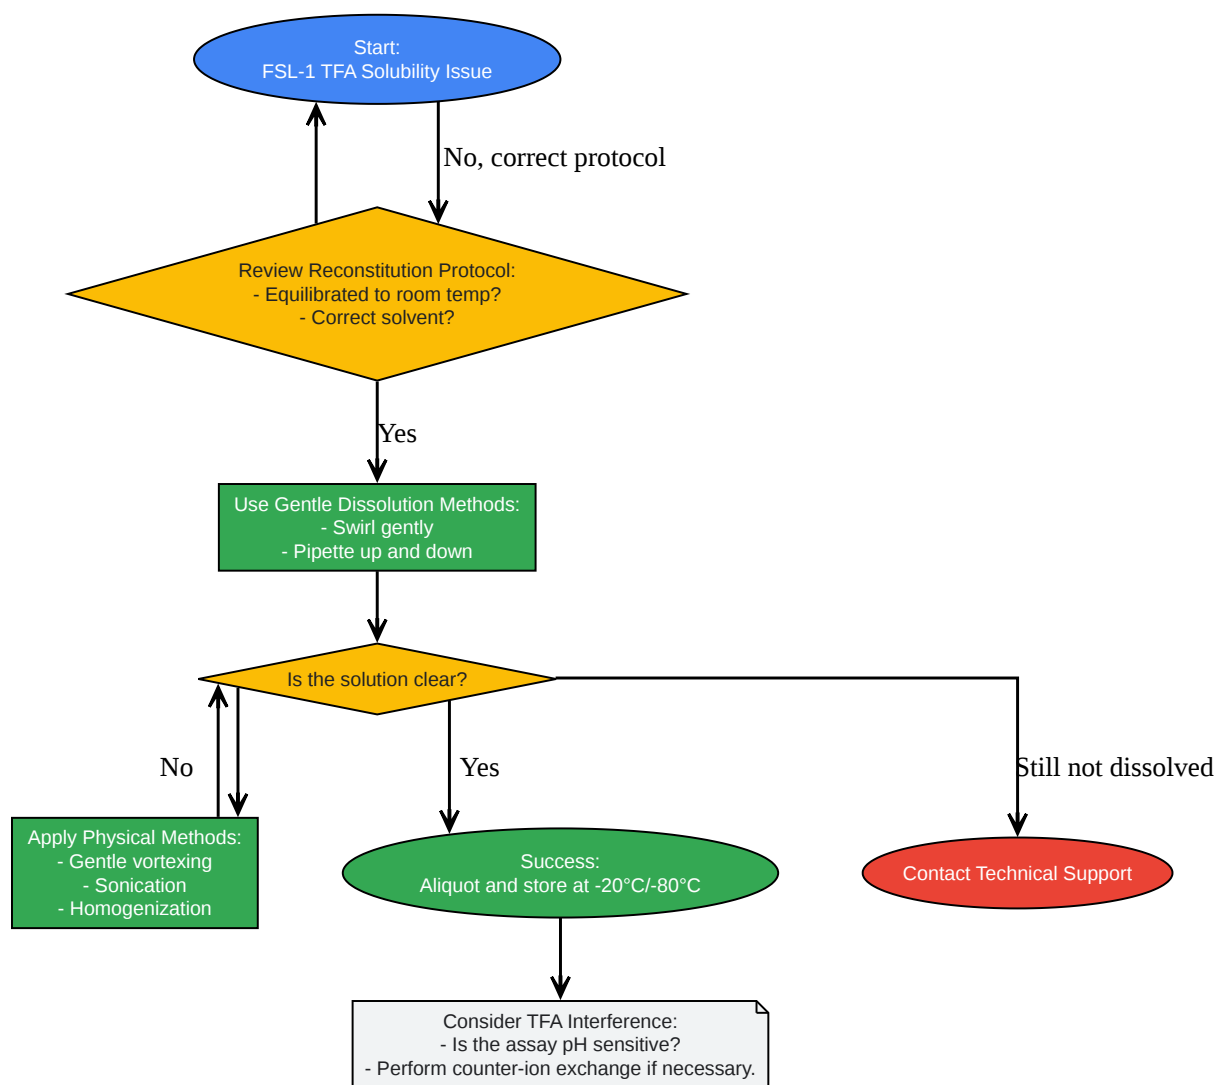 Start:
FSL-1 TFA Solubility Issue
No, correct protocol
Review Reconstitution Protocol:
- Equilibrated to room temp?
- Correct solvent?
Yes
Use Gentle Dissolution Methods:
- Swirl gently
- Pipette up and down
Is the solution clear?
No
Yes
Still not dissolved
Apply Physical Methods:
- Gentle vortexing
- Sonication
- Homogenization
Success:
Aliquot and store at -20°C/-80°C
Contact Technical Support
Consider TFA Interference:
- Is the assay pH sensitive?
- Perform counter-ion exchange if necessary.